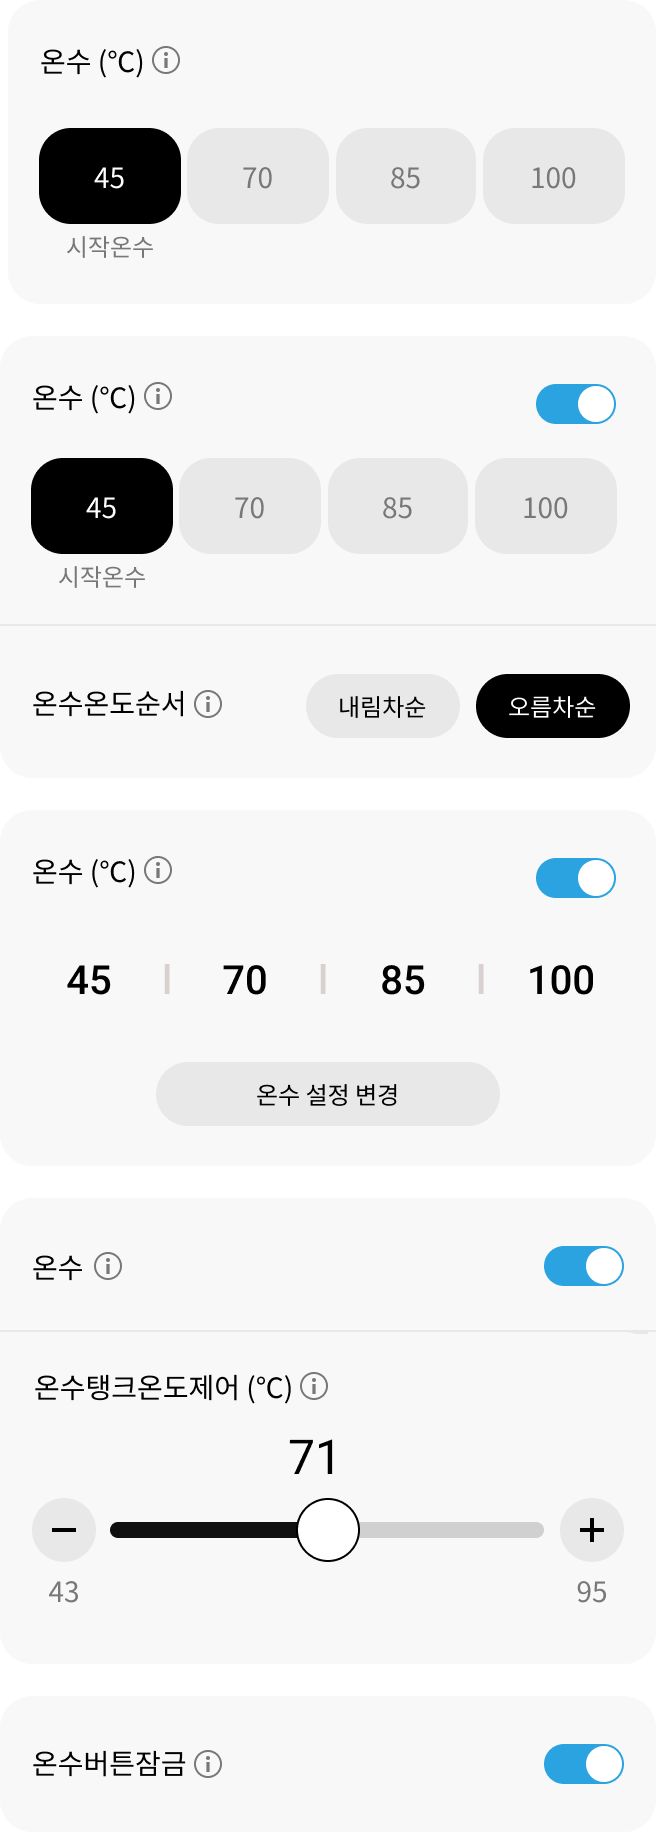 온수 (℃)
45 70 85 100
시작온수
온수 (℃)
45 70 85 100
시작온수
온수온도순서 내림차순 오름차순
온수 (℃)
45 70 85 100
온수 설정 변경
온수
온수탱크온도제어 (℃)
71
43 95
온수버튼잠금